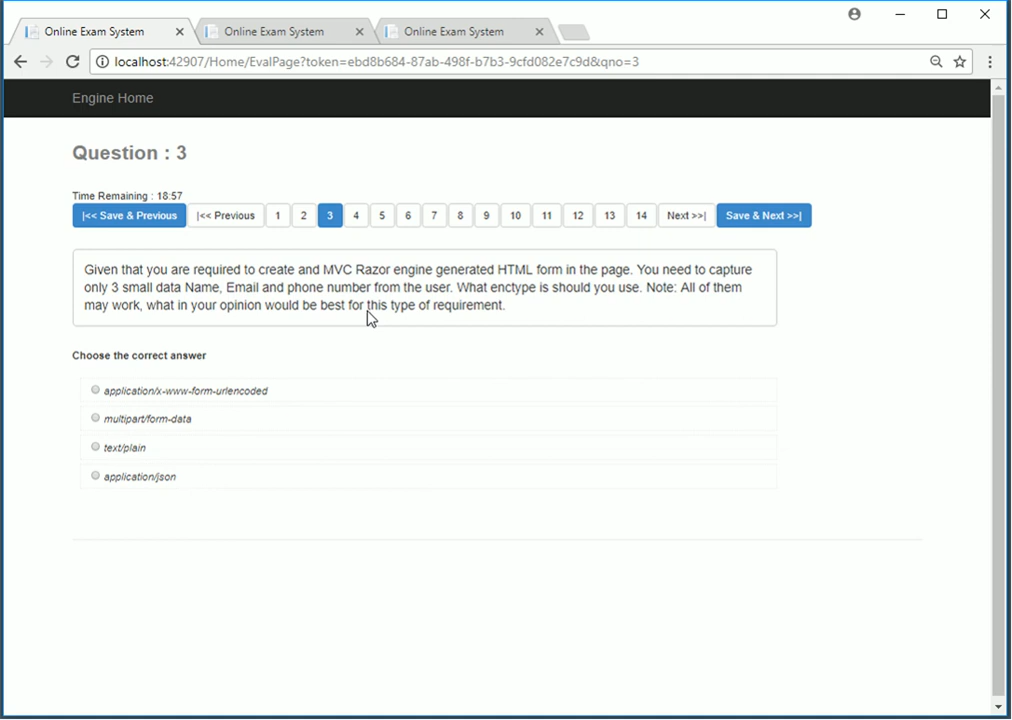 Online Exam System Online Exam System Online Exam System
localhost:42907/Home/EvalPage?token=ebd8b684-87ab-498f-b7b3-9cfd082e7c9d&qno=3
Engine Home
Question : 3
Time Remaining : 18:57
|<< Save & Previous |<< Previous 1 2 3 4 5 6 7 8 9 10 11 12 13 14 Next >>| Save & Next >>|
Given that you are required to create and MVC Razor engine generated HTML form in the page. You need to capture
only 3 small data Name, Email and phone number from the user. What enctype is should you use. Note: All of them
may work, what in your opinion would be best for this type of requirement.
Choose the correct answer
application/x-www-form-urlencoded
multipart/form-data
text/plain
application/json